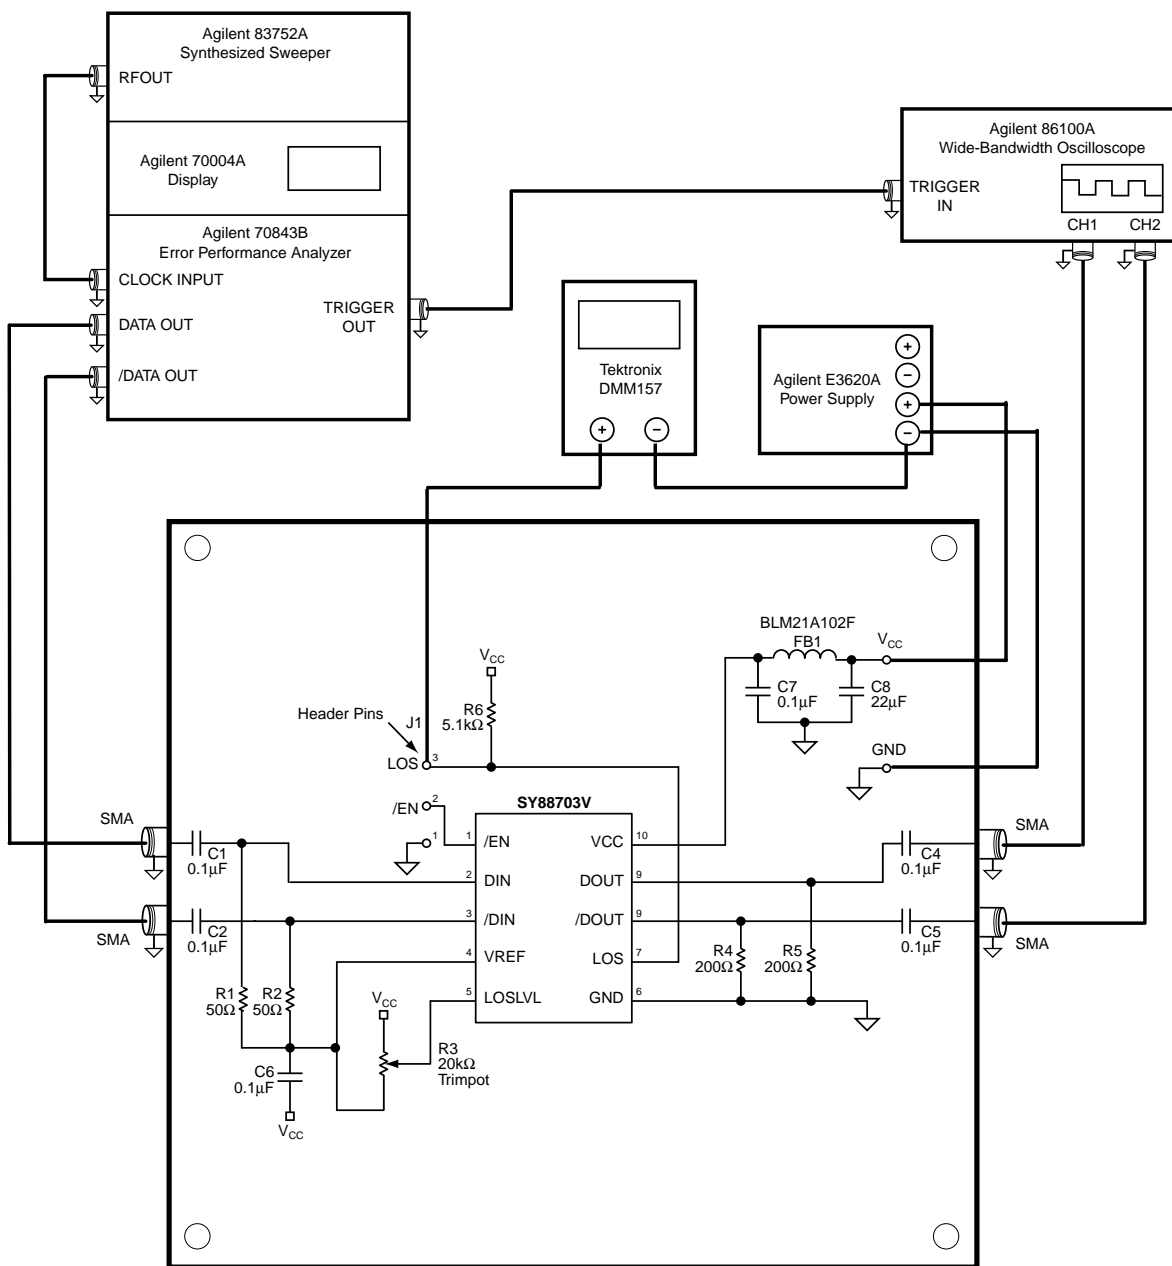 Agilent 83752A
Synthesized Sweeper
RFOUT
Agilent 70004A
Display
Agilent 70843B
Error Performance Analyzer
CLOCK INPUT
DATA OUT
/DATA OUT
TRIGGER
OUT
Agilent 86100A
Wide-Bandwidth Oscilloscope
TRIGGER
IN
CH1
CH2
Tektronix
DMM157
+
−
Agilent E3620A
Power Supply
+
−
+
−
BLM21A102F
FB1
VCC
C7
0.1µF
C8
22µF
GND
VCC
R6
5.1kΩ
Header Pins
J1
LOS
3
/EN
2
1
SY88703V
1
/EN
2
DIN
3
/DIN
4
VREF
5
LOSLVL
VCC
10
DOUT
9
/DOUT
9
LOS
7
GND
6
SMA
C1
0.1µF
SMA
C2
0.1µF
R1
50Ω
R2
50Ω
C6
0.1µF
VCC
VCC
R3
20kΩ
Trimpot
R4
200Ω
R5
200Ω
C4
0.1µF
SMA
C5
0.1µF
SMA